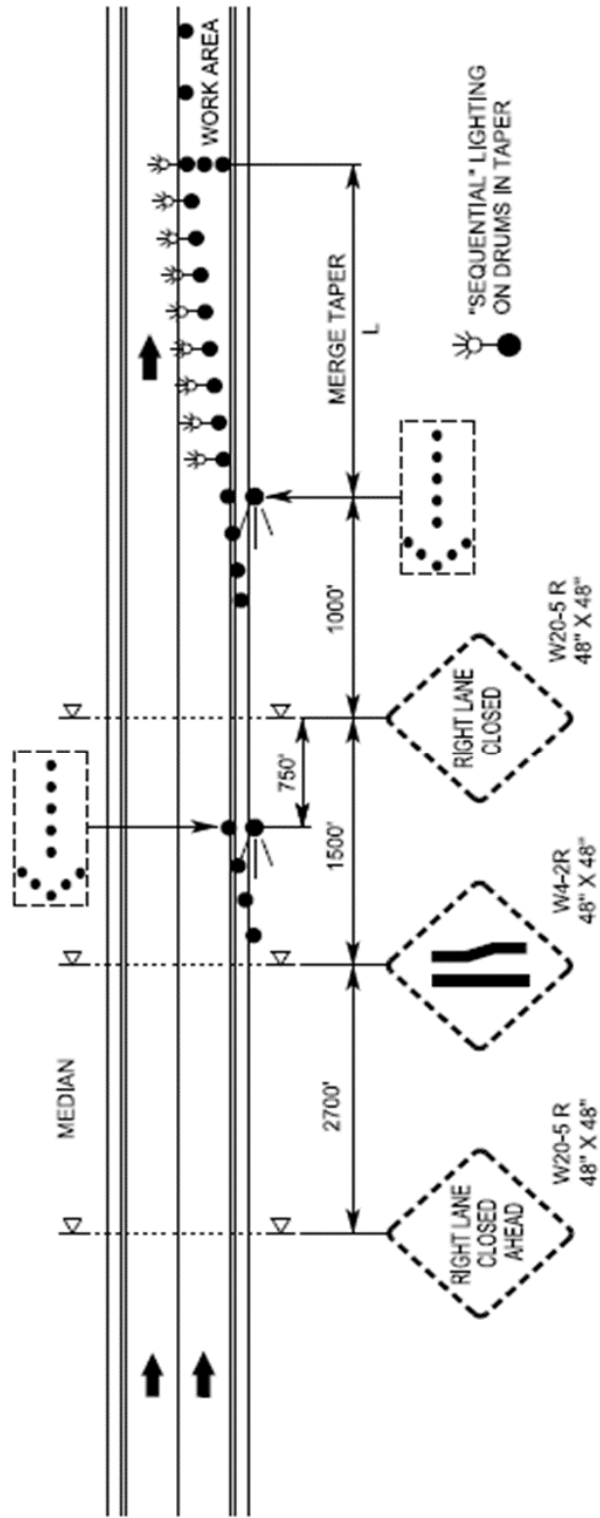 MEDIAN
WORK AREA
2700'
1500'
750'
1000'
MERGE TAPER
L
RIGHT LANE
CLOSED
AHEAD
W20-5 R
48" X 48"
W4-2R
48" X 48"
RIGHT LANE
CLOSED
W20-5 R
48" X 48"
"SEQUENTIAL" LIGHTING
ON DRUMS IN TAPER